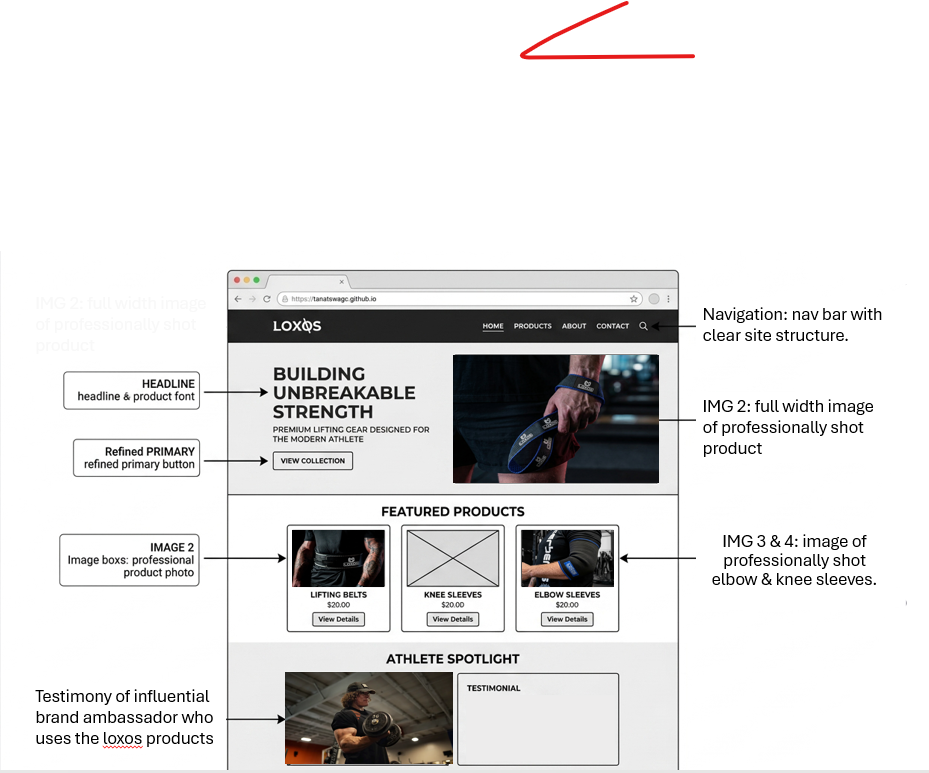 https://tanatswagc.github.io
LOXOS
HOME PRODUCTS ABOUT CONTACT
Navigation: nav bar with
clear site structure.
IMG 2: full width image
of professionally shot
product
HEADLINE
headline & product font
BUILDING
UNBREAKABLE
STRENGTH
PREMIUM LIFTING GEAR DESIGNED FOR
THE MODERN ATHLETE
Refined PRIMARY
refined primary button
VIEW COLLECTION
IMG 2: full width image
of professionally shot
product
FEATURED PRODUCTS
IMAGE 2
Image boxs: professional
product photo
LIFTING BELTS
$20.00
View Details
KNEE SLEEVES
$20.00
View Details
ELBOW SLEEVES
$20.00
View Details
IMG 3 & 4: image of
professionally shot
elbow & knee sleeves.
ATHLETE SPOTLIGHT
TESTIMONIAL
Testimony of influential
brand ambassador who
uses the loxos products